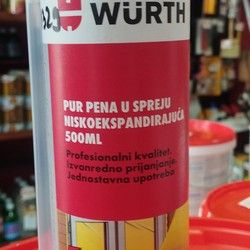 WÜRTH
PUR PENA U SPREJU
NISKOEKSPANDIRAJUĆA
500ML
Profesionalni kvalitet,
izvanredno prijanjanje.
Jednostavna upotreba